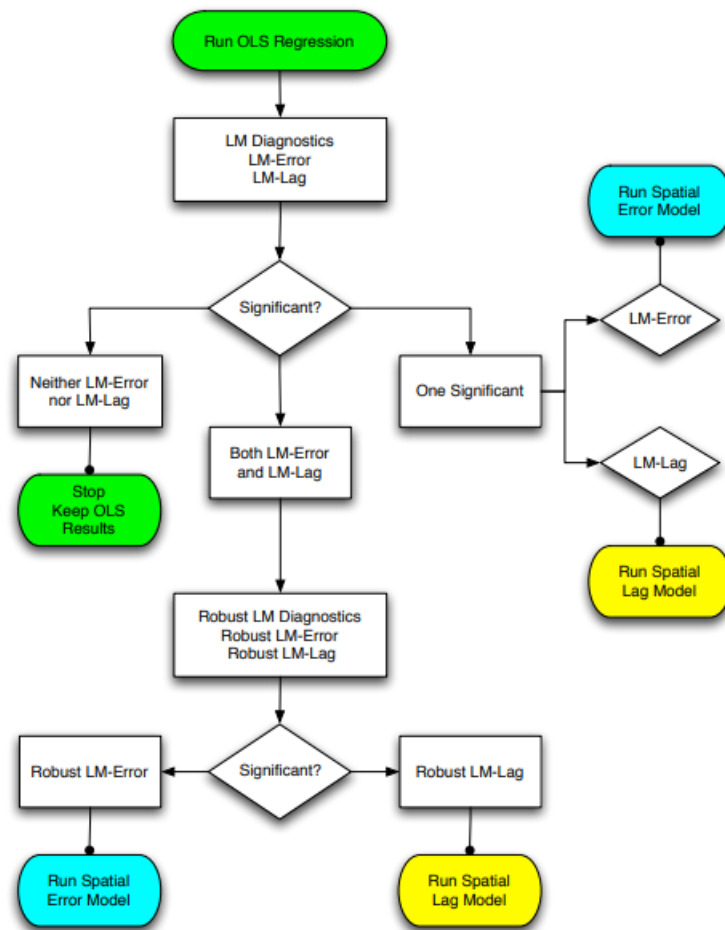 Run OLS Regression
LM Diagnostics
LM-Error
LM-Lag
Run Spatial
Error Model
Significant?
LM-Error
Neither LM-Error
nor LM-Lag
One Significant
Both LM-Error
and LM-Lag
LM-Lag
Stop
Keep OLS
Results
Run Spatial
Lag Model
Robust LM Diagnostics
Robust LM-Error
Robust LM-Lag
Robust LM-Error
Significant?
Robust LM-Lag
Run Spatial
Error Model
Run Spatial
Lag Model